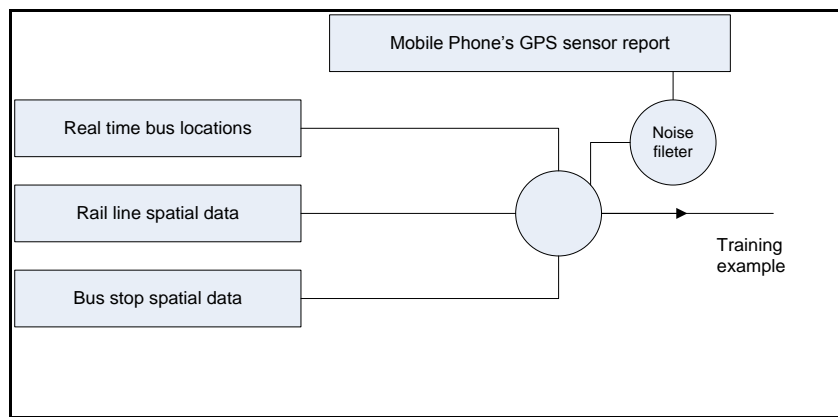 Mobile Phone's GPS sensor report
Real time bus locations
Noise
fileter
Rail line spatial data
Training
example
Bus stop spatial data